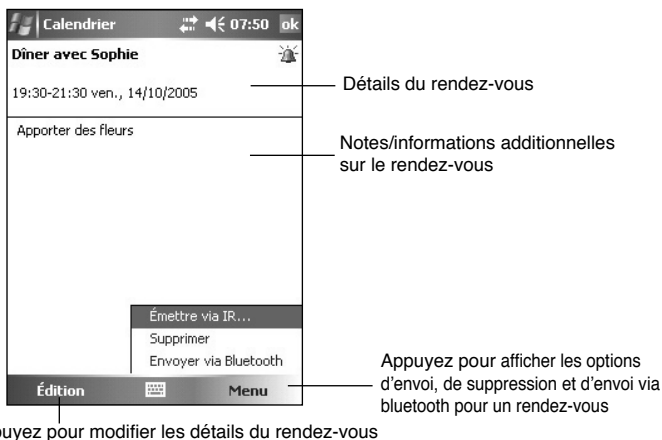 Calendrier 07:50 ok
Dîner avec Sophie
19:30-21:30 ven., 14/10/2005
Détails du rendez-vous
Apporter des fleurs
Notes/informations additionnelles
sur le rendez-vous
Émettre via IR...
Supprimer
Envoyer via Bluetooth
Édition Menu
Appuyez pour afficher les options
d'envoi, de suppression et d'envoi via
bluetooth pour un rendez-vous
puyez pour modifier les détails du rendez-vous